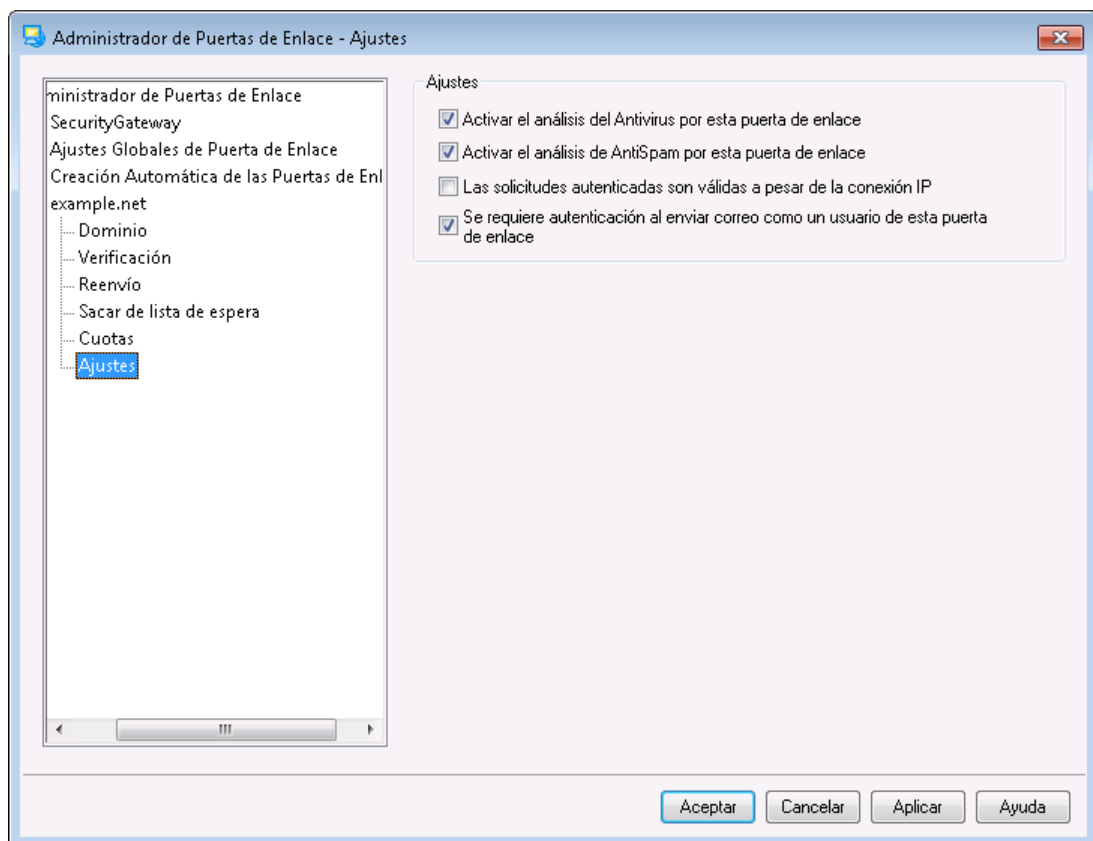 Administrador de Puertas de Enlace - Ajustes
ministrador de Puertas de Enlace
SecurityGateway
Ajustes Globales de Puerta de Enlace
Creación Automática de las Puertas de Enl
example.net
Dominio
Verificación
Reenvío
Sacar de lista de espera
Cuotas
Ajustes
Ajustes
Activar el análisis del Antivirus por esta puerta de enlace
Activar el análisis de AntiSpam por esta puerta de enlace
Las solicitudes autenticadas son válidas a pesar de la conexión IP
Se requiere autenticación al enviar correo como un usuario de esta puerta
de enlace
Aceptar
Cancelar
Aplicar
Ayuda